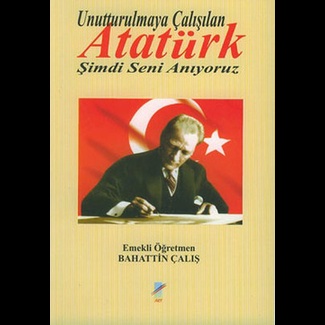 Unutturulmaya Çalışılan
Atatürk
Şimdi Seni Anıyoruz
Emekli Öğretmen
BAHATTİN ÇALIŞ